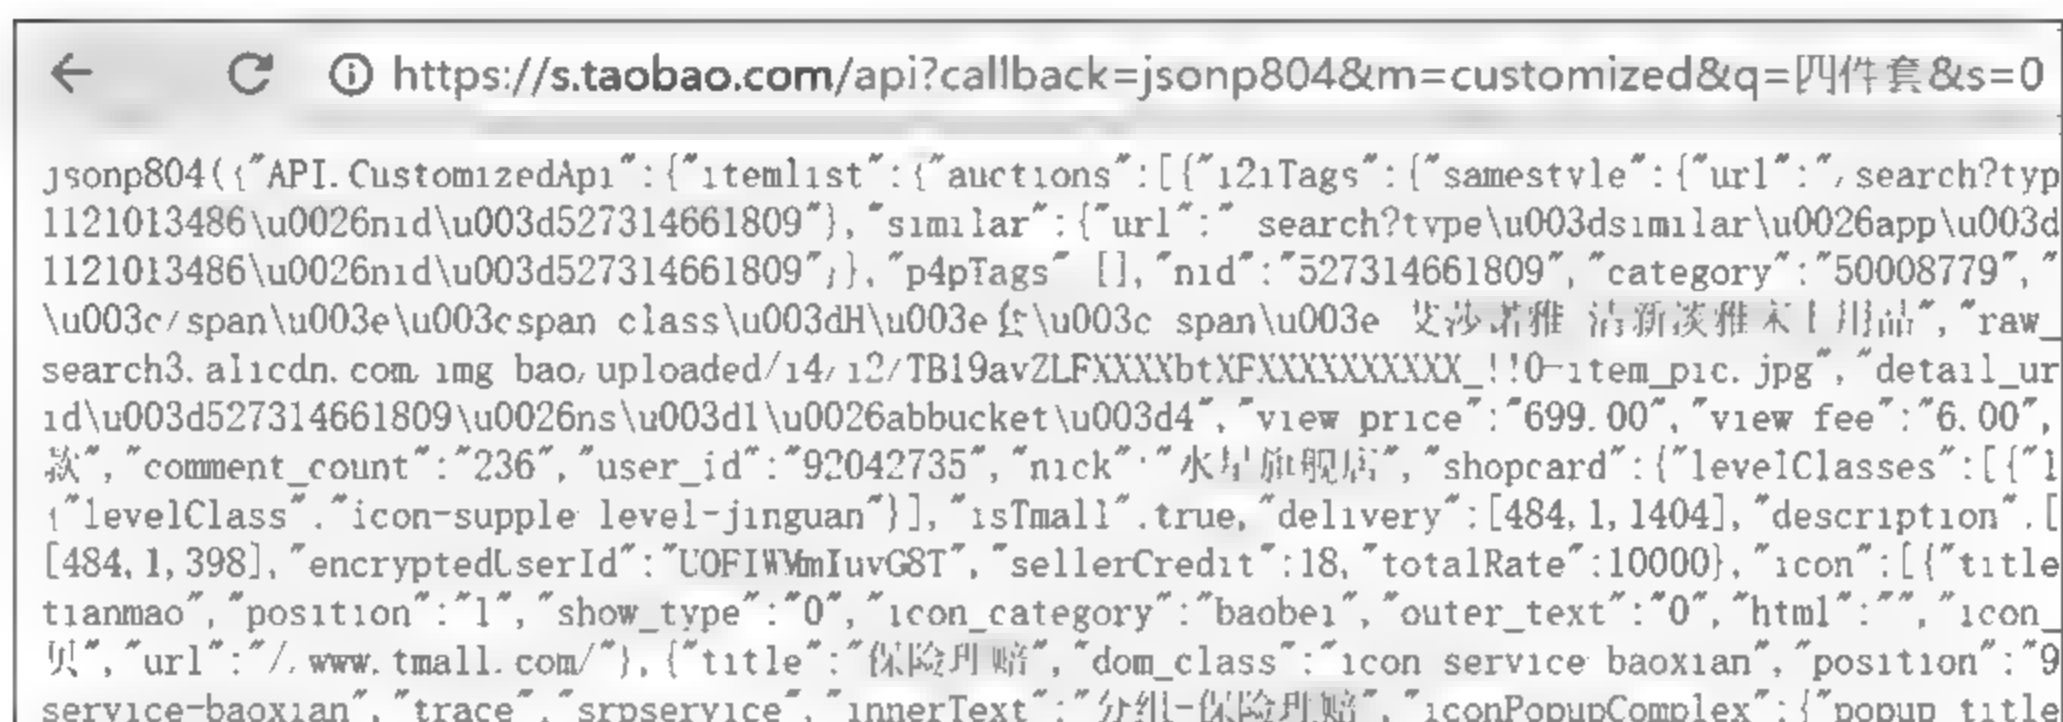 https://s.taobao.com/api?callback=jsonp804&m=customized&q=四件套&s=0
jsonp804({"API.CustomizedApi":{"itemlist":{"auctions":[{"i2iTags":{"samestyle":{"url":"/search?typ
1121013486\u0026nid\u003d527314661809"},"similar":{"url":"/search?type\u003dsimilar\u0026app\u003d
1121013486\u0026nid\u003d527314661809"}},"p4pTags":[],"nid":"527314661809","category":"50008779","
\u003c/span\u003e\u003cspan class\u003dH\u003e套\u003c/span\u003e 艾莎诺雅 清新淡雅床上用品","raw_
search3.alicdn.com/img/bao/uploaded/i4/i2/TB19avZLFXXXXbtXFXXXXXXXXXX_!!0-item_pic.jpg","detail_ur
id\u003d527314661809\u0026ns\u003d1\u0026abbucket\u003d4","view_price":"699.00","view_fee":"6.00",
款","comment_count":"236","user_id":"92042735","nick":"水星旗舰店","shopcard":{"levelClasses":[{"l
{"levelClass":"icon-supple-level-jinguan"}],"isTmall":true,"delivery":[484,1,1404],"description":[
[484,1,398],"encryptedUserId":"UOFIWMmIuvG8T","sellerCredit":18,"totalRate":10000},"icon":[{"title
tianmao","position":"1","show_type":"0","icon_category":"baobei","outer_text":"0","html":"","icon_
贝","url":"//www.tmall.com/"},{"title":"保险理赔","dom_class":"icon-service-baoxian","position":"9
service-baoxian","trace":"srpservice","innerText":"分组-保险理赔","iconPopupComplex":{"popup_title